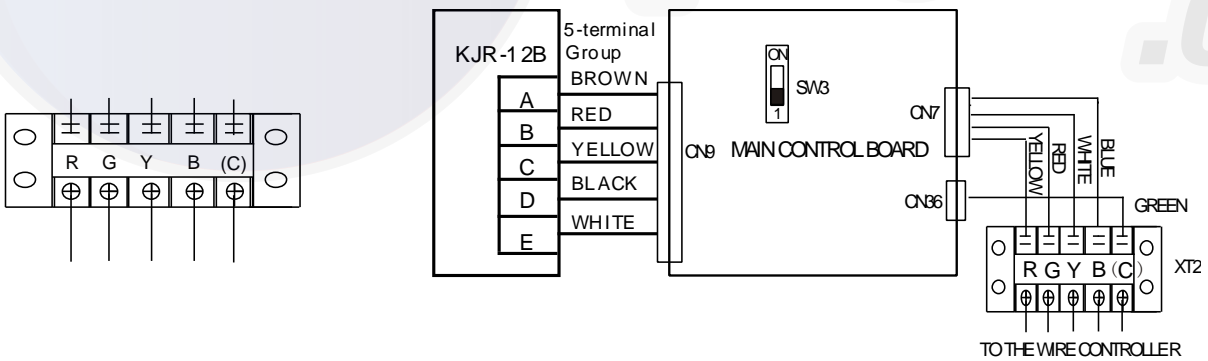 R G Y B (C)
KJR-12B
5-terminal
Group
A
B
C
D
E
BROWN
RED
YELLOW
BLACK
WHITE
CN9
MAIN CONTROL BOARD
ON
1
SW3
CN7
CN36
YELLOW
RED
WHITE
BLUE
GREEN
R G Y B (C)
XT2
TO THE WIRE CONTROLLER